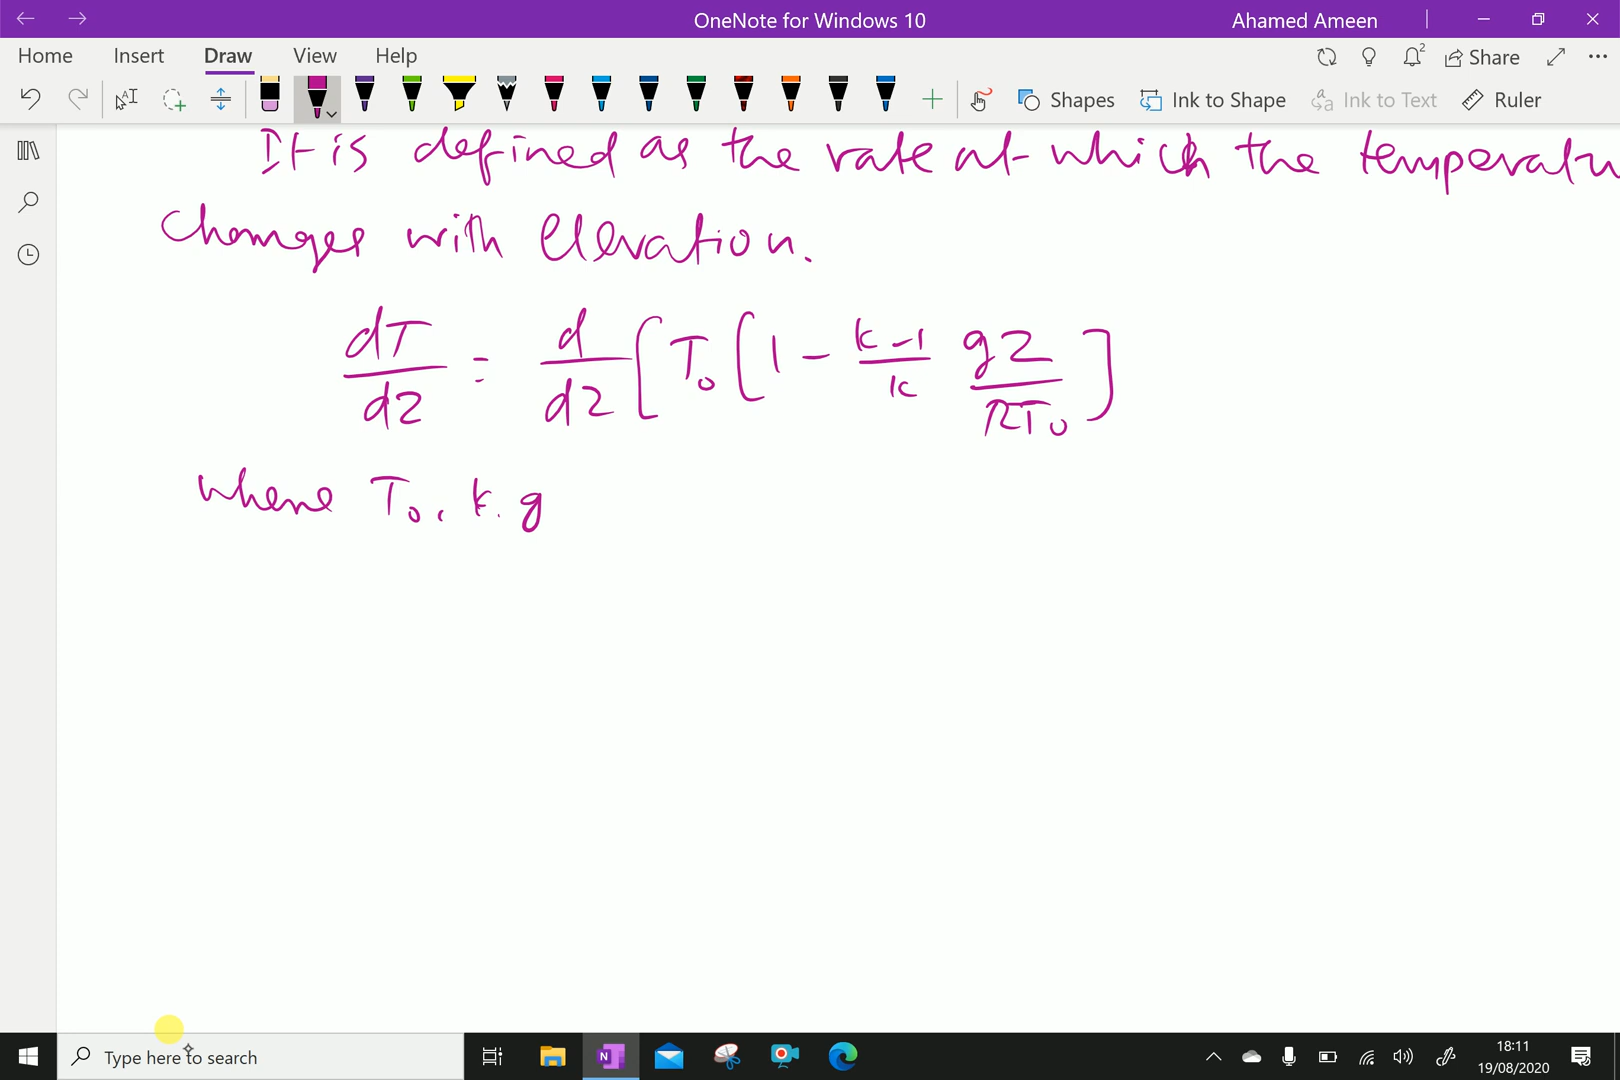 OneNote for Windows 10
Ahamed Ameen
Home Insert Draw View Help
2
Share
Shapes
Ink to Shape
Ink to Text
Ruler
It is defined as the rate at which the temperatu
changes with elevation.
dT/dz = d/dz [T₀ (1 - k-1/k gz/RT₀ ]
where T₀, k. g
Type here to search
18:11
19/08/2020